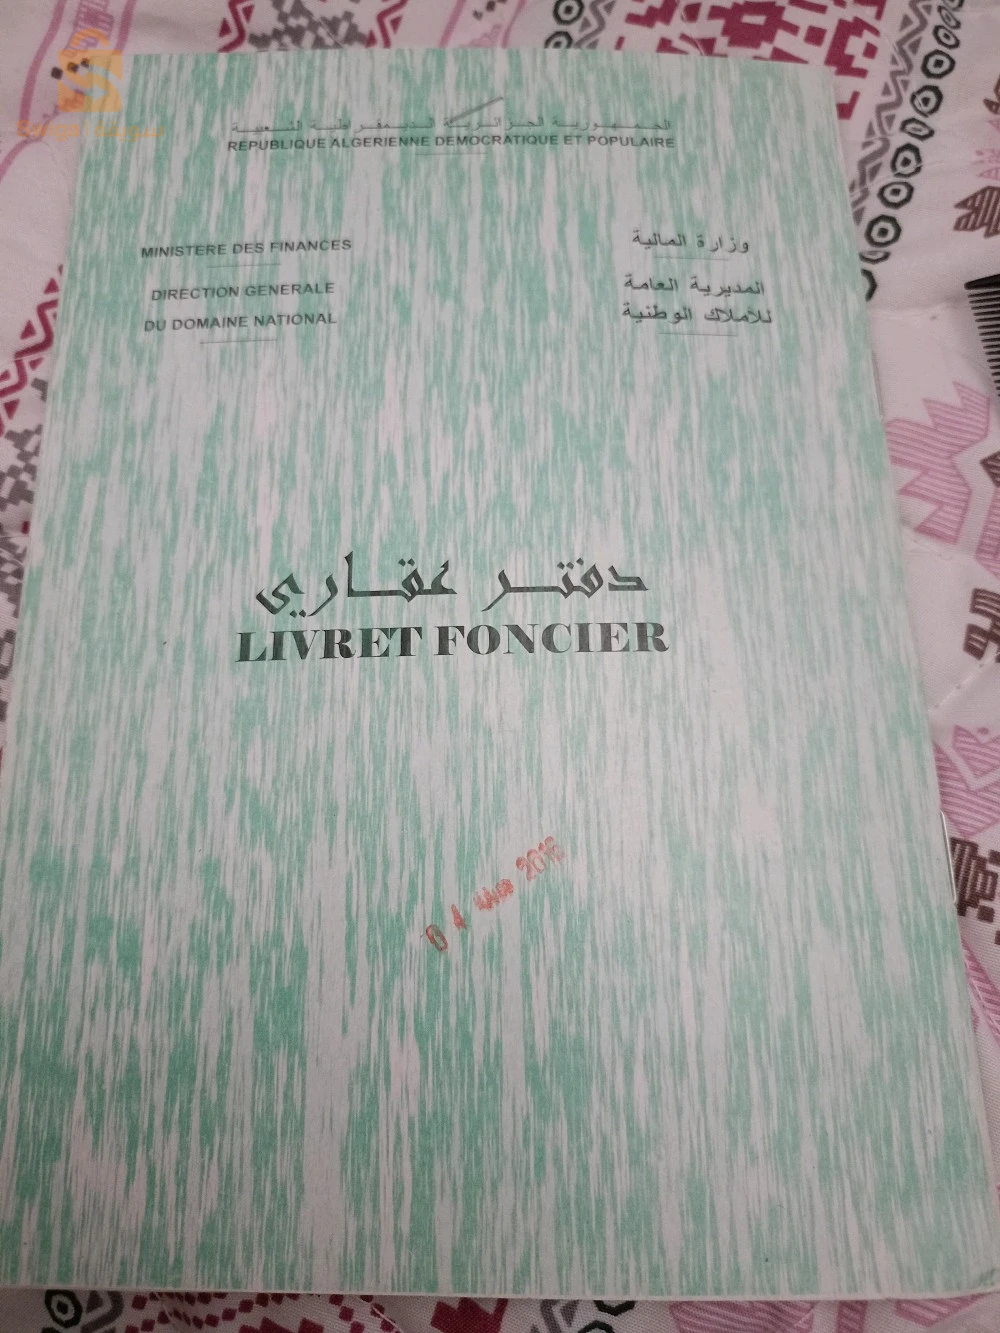 الجمهورية الجزائرية الديمقراطية الشعبية
REPUBLIQUE ALGERIENNE DEMOCRATIQUE ET POPULAIRE
MINISTERE DES FINANCES
وزارة المالية
DIRECTION GENERALE
المديرية العامة
DU DOMAINE NATIONAL
للأملاك الوطنية
دفتر عقاري
LIVRET FONCIER
04